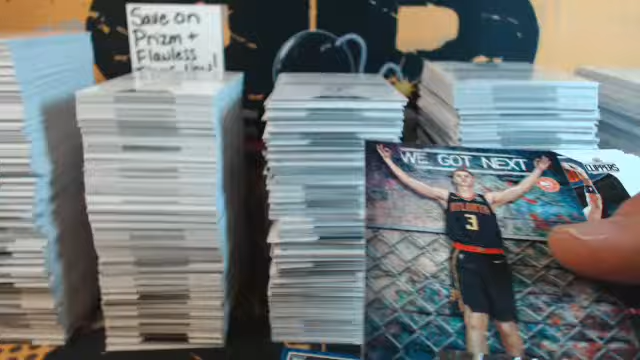 Save on
Prizm +
Flawless
WE GOT NEXT
CLIPPERS
ATLANTA
3